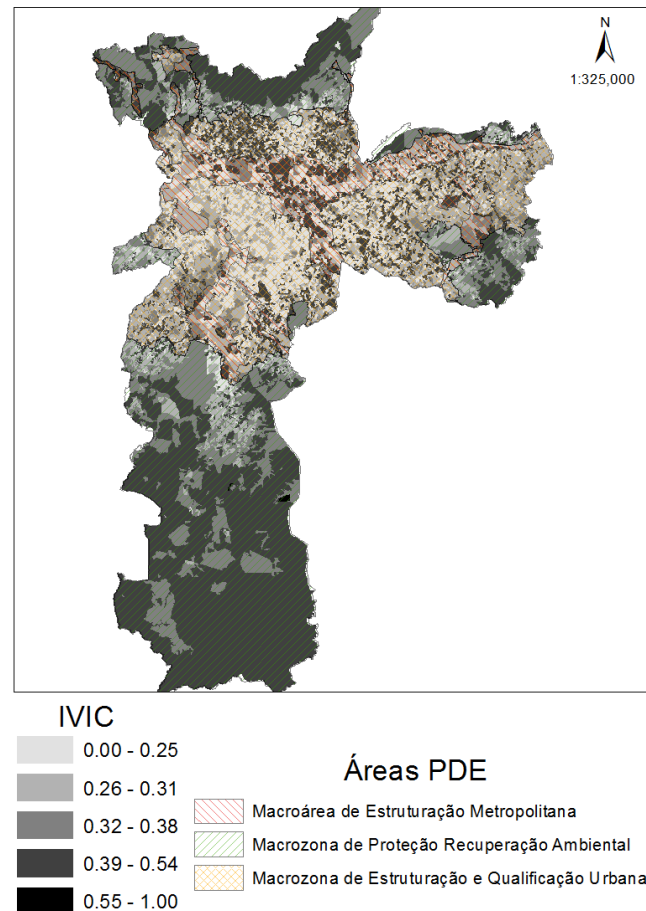 N
1:325,000
IVIC
0.00 - 0.25
0.26 - 0.31
0.32 - 0.38
0.39 - 0.54
0.55 - 1.00
Áreas PDE
Macroárea de Estruturação Metropolitana
Macrozona de Proteção Recuperação Ambiental
Macrozona de Estruturação e Qualificação Urbana